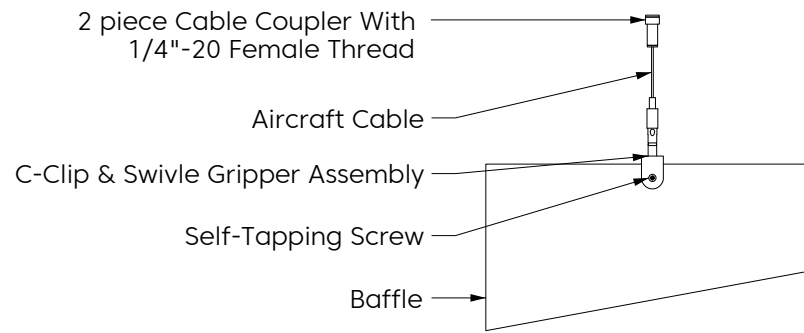 2 piece Cable Coupler With
1/4"-20 Female Thread
Aircraft Cable
C-Clip & Swivle Gripper Assembly
Self-Tapping Screw
Baffle